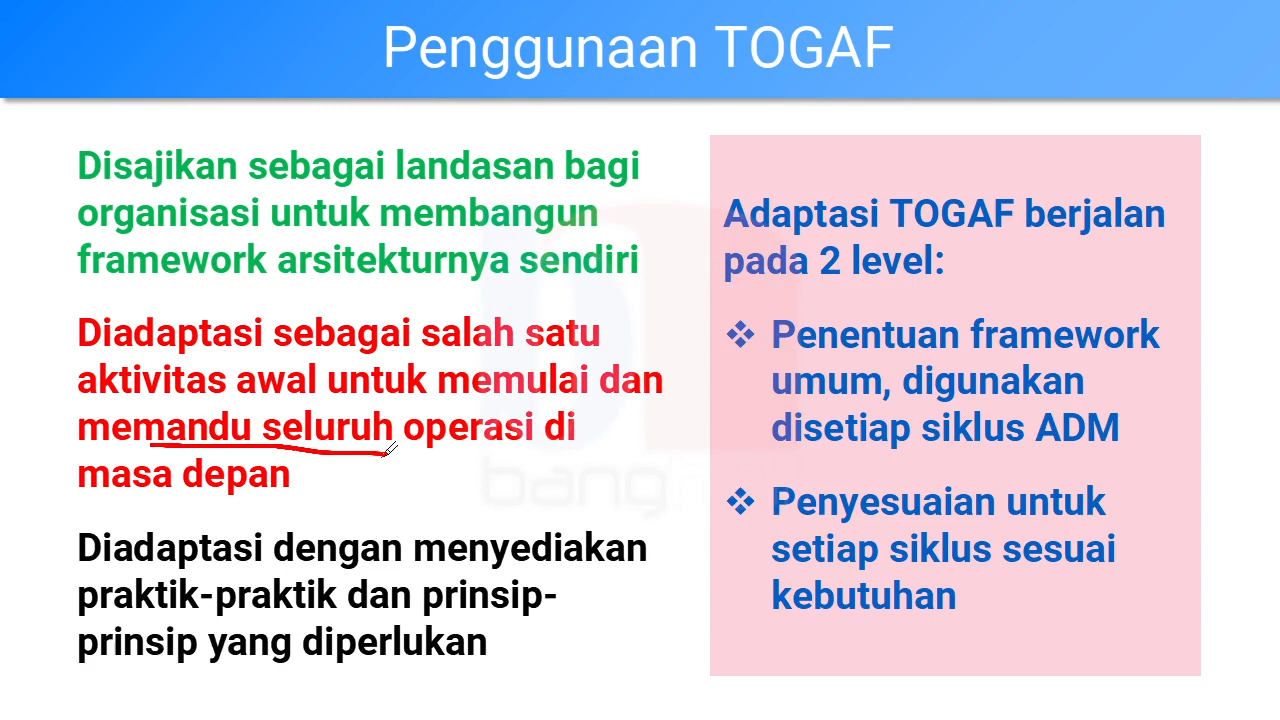 Penggunaan TOGAF
Disajikan sebagai landasan bagi
organisasi untuk membangun
framework arsitekturnya sendiri
Diadaptasi sebagai salah satu
aktivitas awal untuk memulai dan
memandu seluruh operasi di
masa depan
Diadaptasi dengan menyediakan
praktik-praktik dan prinsip-
prinsip yang diperlukan
Adaptasi TOGAF berjalan
pada 2 level:
❖ Penentuan framework
umum, digunakan
disetiap siklus ADM
❖ Penyesuaian untuk
setiap siklus sesuai
kebutuhan